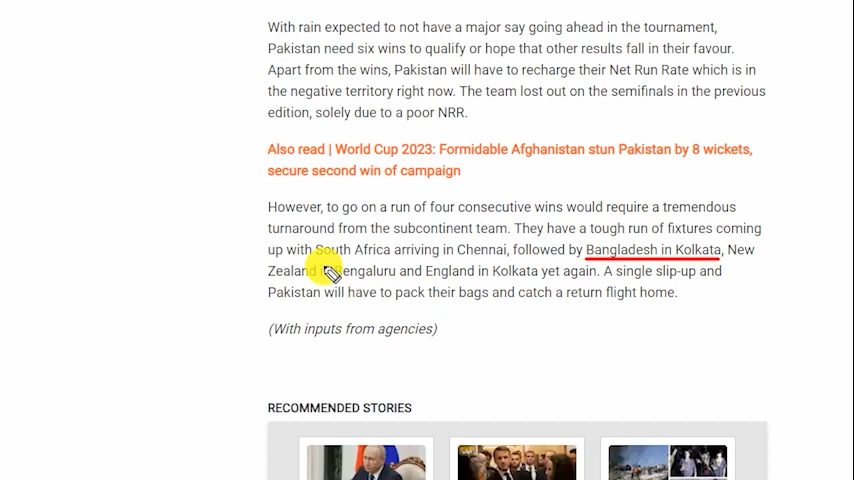 With rain expected to not have a major say going ahead in the tournament,
Pakistan need six wins to qualify or hope that other results fall in their favour.
Apart from the wins, Pakistan will have to recharge their Net Run Rate which is in
the negative territory right now. The team lost out on the semifinals in the previous
edition, solely due to a poor NRR.
Also read | World Cup 2023: Formidable Afghanistan stun Pakistan by 8 wickets,
secure second win of campaign
However, to go on a run of four consecutive wins would require a tremendous
turnaround from the subcontinent team. They have a tough run of fixtures coming
up with South Africa arriving in Chennai, followed by Bangladesh in Kolkata, New
Zealand in Bengaluru and England in Kolkata yet again. A single slip-up and
Pakistan will have to pack their bags and catch a return flight home.
(With inputs from agencies)
RECOMMENDED STORIES